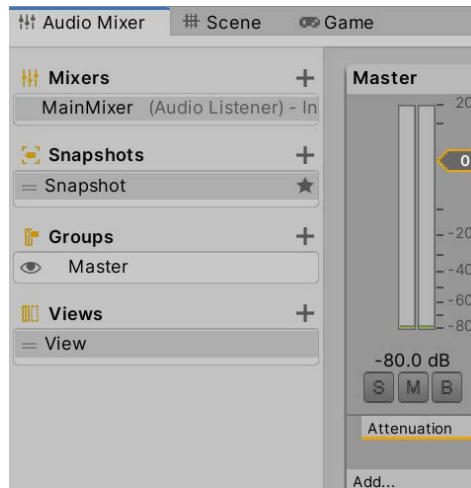 Audio Mixer
Scene
Game
Mixers
MainMixer (Audio Listener) - In
Snapshots
Snapshot
Groups
Master
Views
View
Master
20
0
-20
-40
-60
-80
-80.0 dB
S M B
Attenuation
Add...